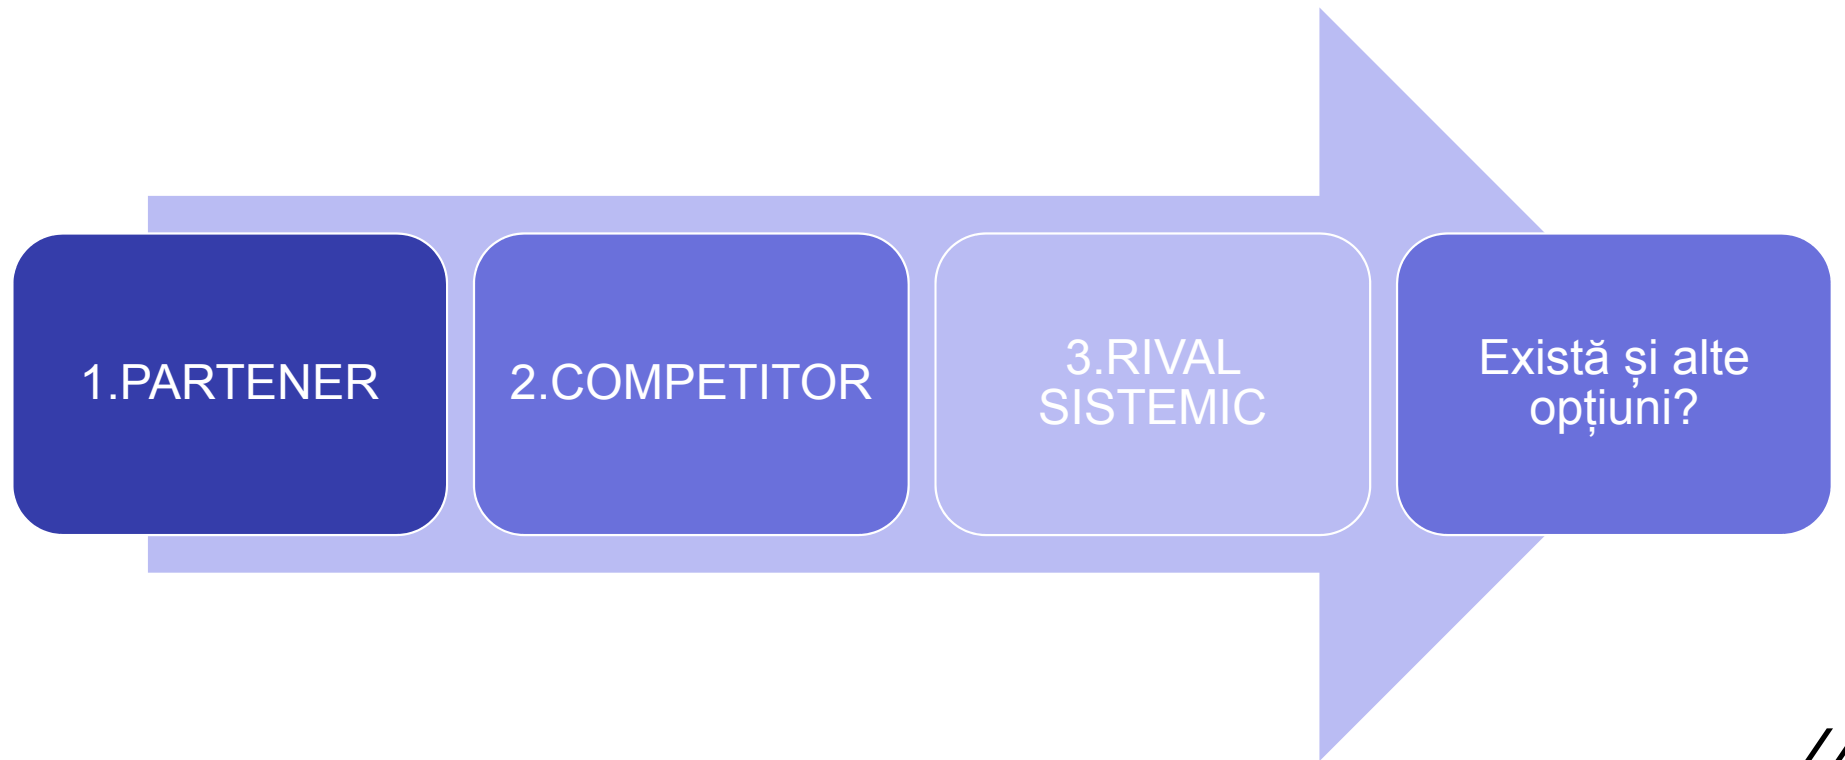 1.PARTENER
2.COMPETITOR
3.RIVAL
SISTEMIC
Există și alte
opțiuni?